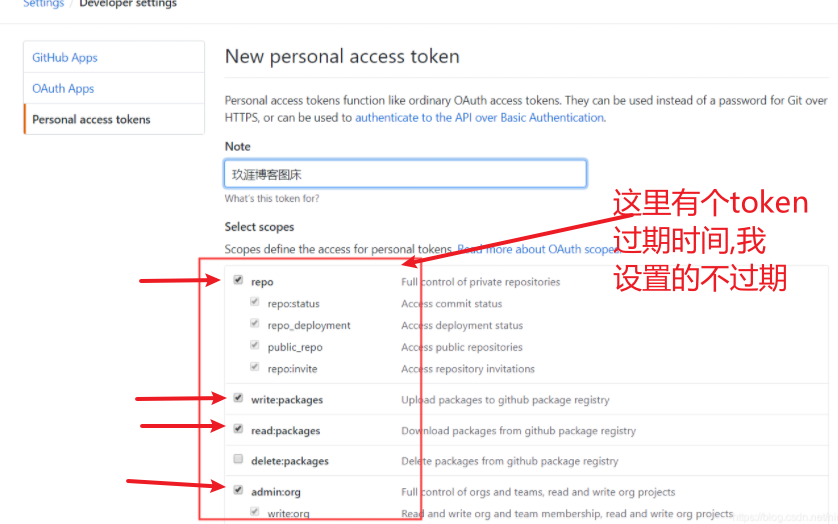 Settings / Developer settings
GitHub Apps
OAuth Apps
Personal access tokens
New personal access token
Personal access tokens function like ordinary OAuth access tokens. They can be used instead of a password for Git over
HTTPS, or can be used to authenticate to the API over Basic Authentication.
Note
玖涯博客图床
What's this token for?
这里有个token
过期时间,我
设置的不过期
Select scopes
Scopes define the access for personal tokens. Read more about OAuth scopes.
repo Full control of private repositories
repo:status Access commit status
repo_deployment Access deployment status
public_repo Access public repositories
repo:invite Access repository invitations
write:packages Upload packages to github package registry
read:packages Download packages from github package registry
delete:packages Delete packages from github package registry
admin:org Full control of orgs and teams, read and write org projects
write:org Read and write org and team membership, read and write org projects